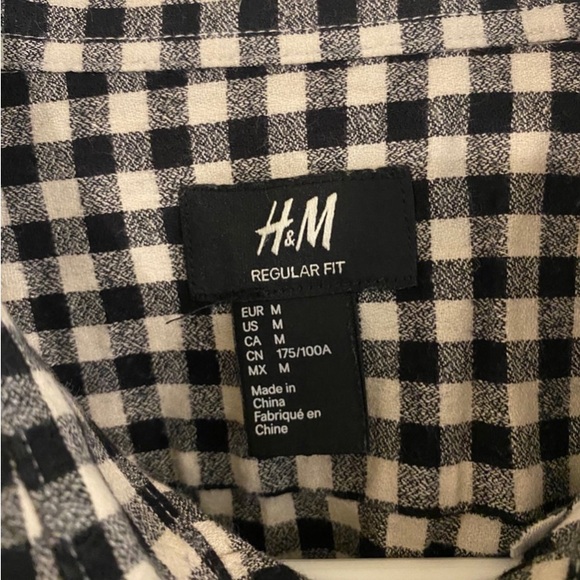 H&M
REGULAR FIT
EUR M
US M
CA M
CN 175/100A
MX M
Made in
China
Fabriqué en
Chine